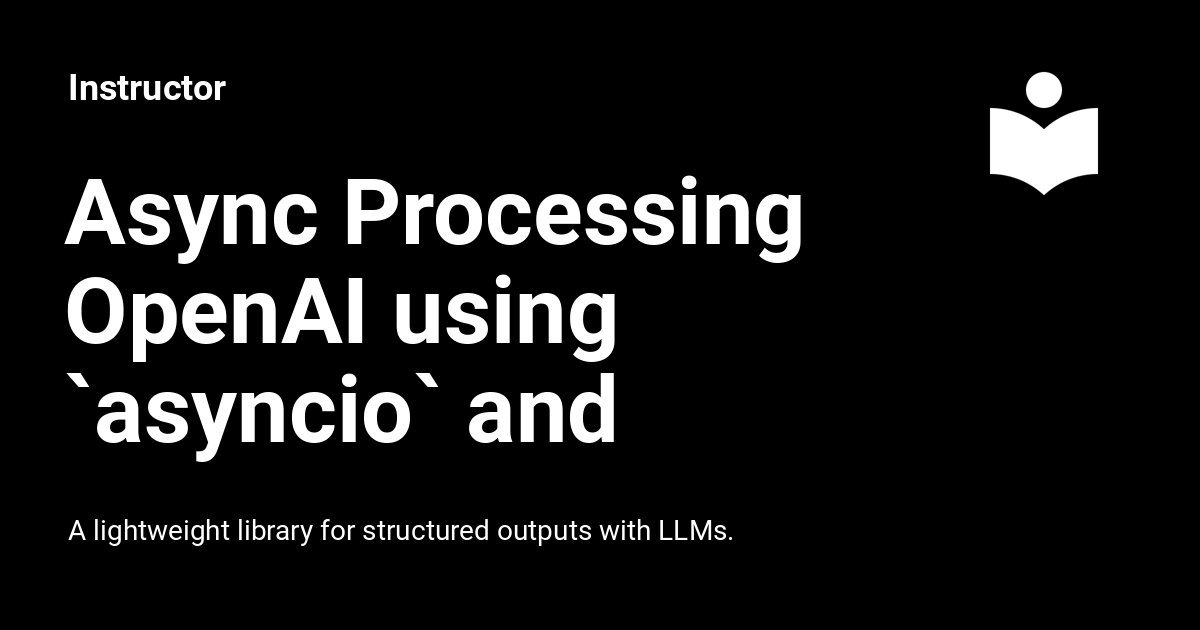 Instructor
Async Processing
OpenAI using
`asyncio` and
A lightweight library for structured outputs with LLMs.